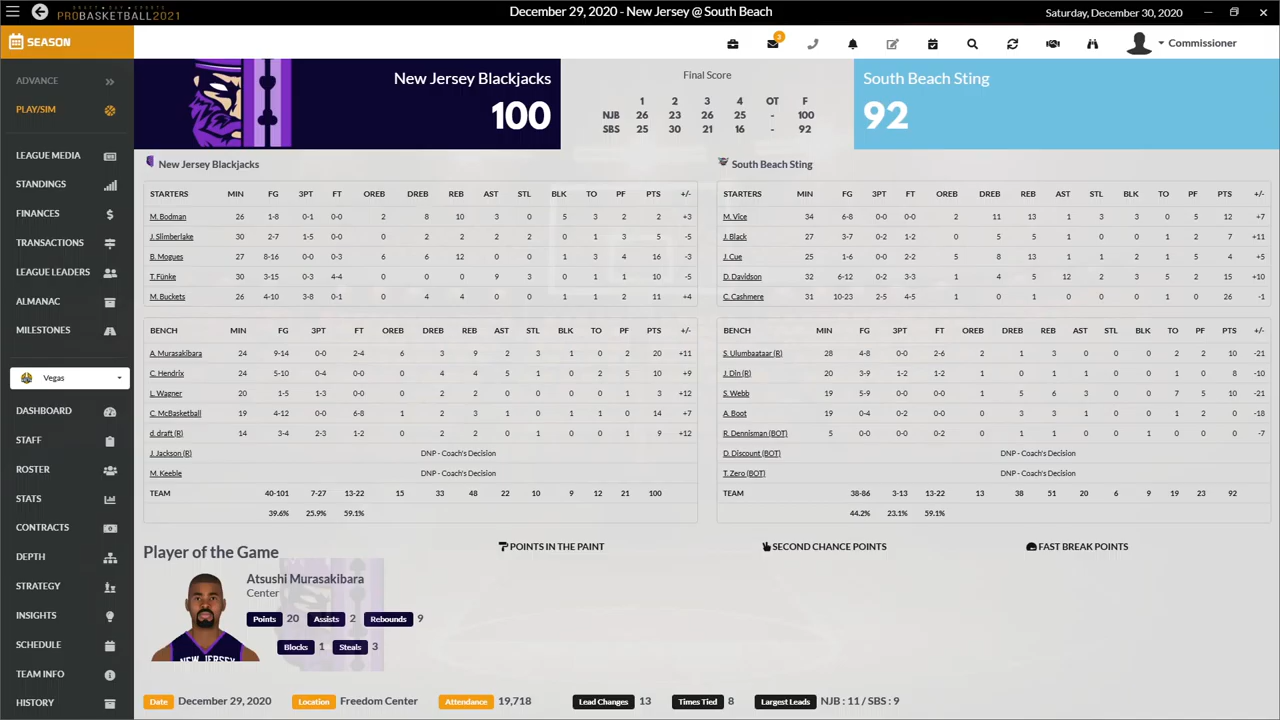 DRAFT DAY SPORTS
PROBASKETBALL2021
December 29, 2020 - New Jersey @ South Beach
Saturday, December 30, 2020
SEASON
3
Commissioner
ADVANCE
PLAY/SIM
LEAGUE MEDIA
STANDINGS
FINANCES
TRANSACTIONS
LEAGUE LEADERS
ALMANAC
MILESTONES
Vegas
DASHBOARD
STAFF
ROSTER
STATS
CONTRACTS
DEPTH
STRATEGY
INSIGHTS
SCHEDULE
TEAM INFO
HISTORY
New Jersey Blackjacks
100
Final Score
1 2 3 4 OT F
NJB 26 23 26 25 - 100
SBS 25 30 21 16 - 92
South Beach Sting
92
New Jersey Blackjacks
STARTERS MIN FG 3PT FT OREB DREB REB AST STL BLK TO PF PTS +/-
M. Bodman 26 1-8 0-1 0-0 2 8 10 3 0 5 3 2 2 +3
J. Slimberlake 30 2-7 1-5 0-0 0 2 2 2 2 0 1 3 5 -5
B. Mogues 27 8-16 0-0 0-3 6 6 12 0 0 1 3 4 16 -3
T. Fünke 30 3-15 0-3 4-4 0 0 0 9 3 0 1 1 10 -5
M. Buckets 26 4-10 3-8 0-1 0 4 4 0 0 1 1 2 11 +4
BENCH MIN FG 3PT FT OREB DREB REB AST STL BLK TO PF PTS +/-
A. Murasakibara 24 9-14 0-0 2-4 6 3 9 2 3 1 0 2 20 +11
C. Hendrix 24 5-10 0-4 0-0 0 4 4 5 1 0 2 5 10 +9
L. Wagner 20 1-5 1-3 0-0 0 2 2 0 0 0 0 1 3 +12
C. McBasketball 19 4-12 0-0 6-8 1 2 3 1 0 1 1 0 14 +7
d. draft (R) 14 3-4 2-3 1-2 0 2 2 0 1 0 0 1 9 +12
J. Jackson (R) DNP - Coach's Decision
M. Keeble DNP - Coach's Decision
TEAM 40-101 7-27 13-22 15 33 48 22 10 9 12 21 100
39.6% 25.9% 59.1%
South Beach Sting
STARTERS MIN FG 3PT FT OREB DREB REB AST STL BLK TO PF PTS +/-
M. Vice 34 6-8 0-0 0-0 2 11 13 1 3 3 0 5 12 +7
J. Black 27 3-7 0-2 1-2 0 5 5 1 0 0 1 2 7 +11
J. Cue 25 1-6 0-0 2-2 5 8 13 1 1 2 1 5 4 +5
D. Davidson 33 6-12 0-2 3-3 1 4 5 12 2 3 5 2 15 +10
C. Cashmere 31 10-23 2-5 4-5 1 0 1 0 0 0 1 1 26 -1
BENCH MIN FG 3PT FT OREB DREB REB AST STL BLK TO PF PTS +/-
S. Ulumbaataar (R) 28 4-8 0-0 2-6 2 1 3 0 0 0 2 2 10 -21
J. Din (R) 20 3-9 1-2 1-2 0 1 1 1 0 0 1 0 8 -10
S. Webb 19 5-9 0-0 0-0 1 5 6 3 0 0 7 5 10 -21
A. Boot 19 0-4 0-2 0-0 0 3 3 1 0 0 1 2 0 -18
R. Dennisman (BOT) 5 0-0 0-0 0-2 0 1 1 0 0 1 0 0 0 -7
D. Discount (BOT) DNP - Coach's Decision
T. Zero (BOT) DNP - Coach's Decision
TEAM 38-86 3-13 13-22 13 38 51 20 6 9 19 23 92
44.2% 23.1% 59.1%
Player of the Game
POINTS IN THE PAINT
SECOND CHANCE POINTS
FAST BREAK POINTS
Atsushi Murasakibara
Center
Points 20 Assists 2 Rebounds 9
Blocks 1 Steals 3
NEW JERSEY
Date December 29, 2020 Location Freedom Center Attendance 19,718 Lead Changes 13 Times Tied 8 Largest Leads NJB : 11 / SBS : 9